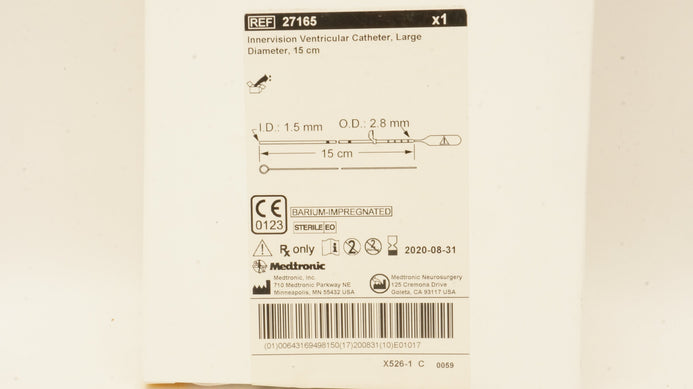 REF 27165 x1
Innervision Ventricular Catheter, Large
Diameter, 15 cm
:
I.D.: 1.5 mm O.D.: 2.8 mm
15 cm
CE
0123
BARIUM-IMPREGNATED
STERILE EO
Rx only 2 2020-08-31
Medtronic
Medtronic, Inc.
710 Medtronic Parkway NE
Minneapolis, MN 55432 USA
Medtronic Neurosurgery
125 Cremona Drive
Goleta, CA 93117 USA
(01)00643169498150(17)200831(10)E01017
X526-1 C 0059